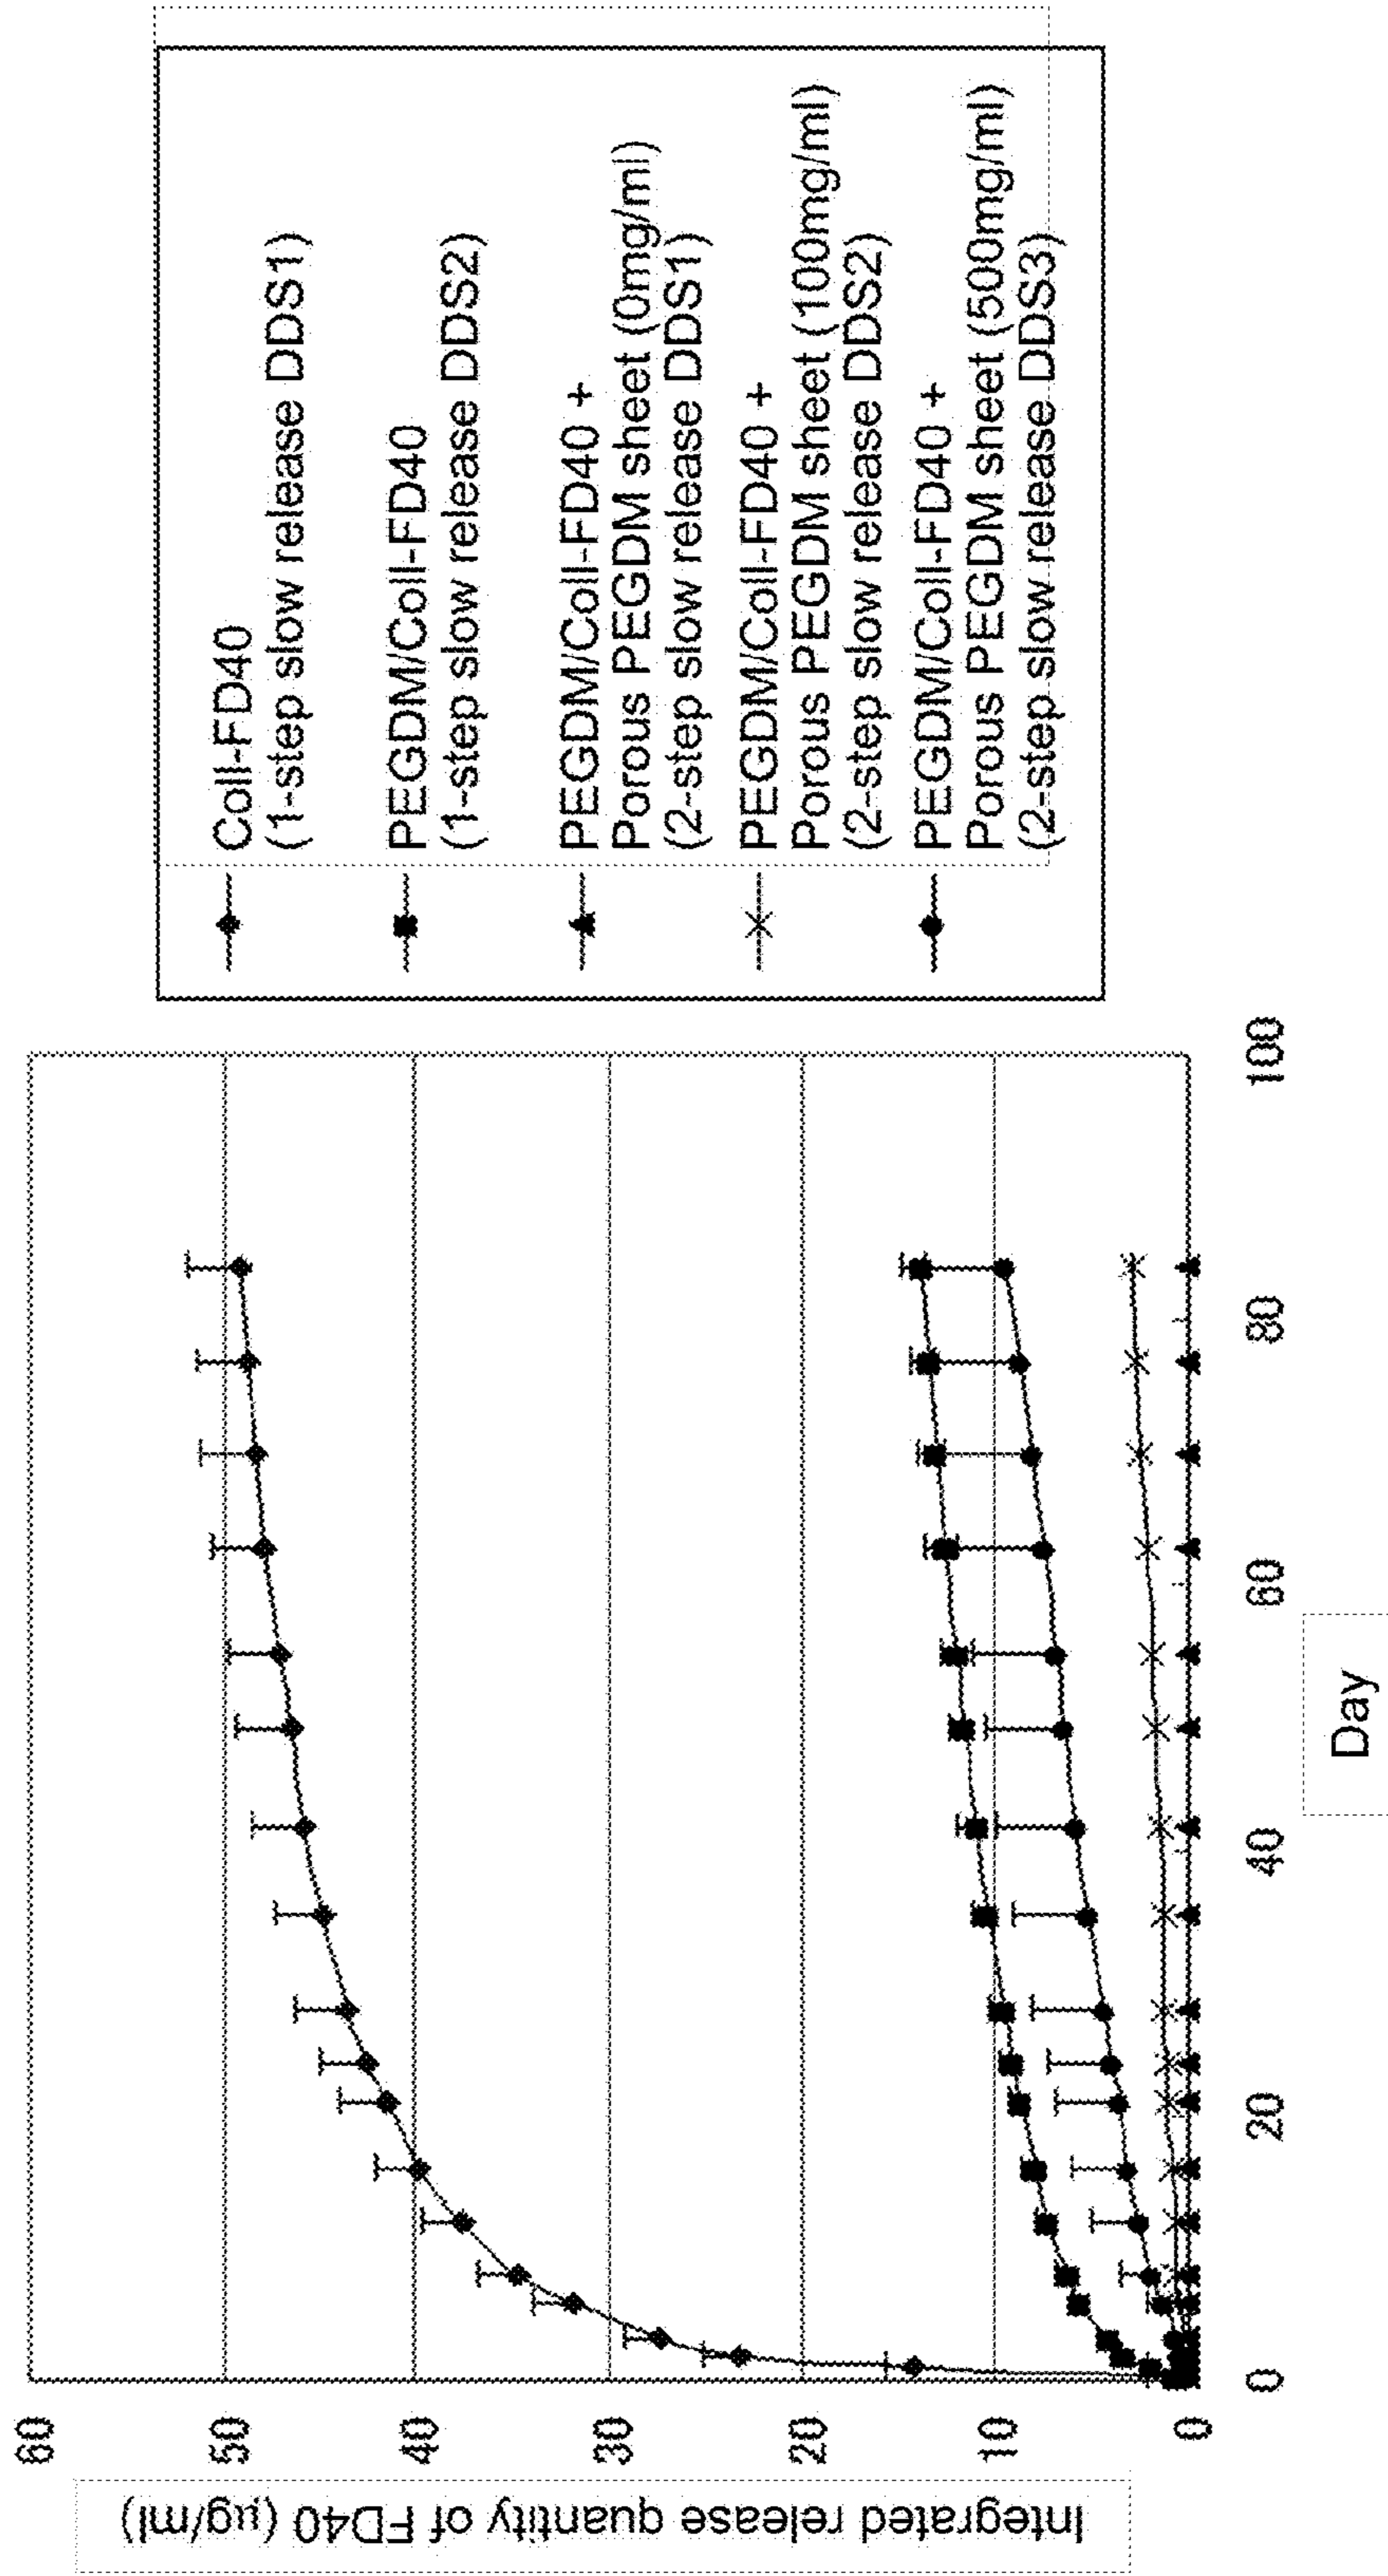 Integrated release quantity of FD40 (μg/ml)
60
50
40
30
20
10
0
0
20
40
60
80
100
Day
Coll-FD40
(1-step slow release DDS1)
PEGDM/Coll-FD40
(1-step slow release DDS2)
PEGDM/Coll-FD40 +
Porous PEGDM sheet (0mg/ml)
(2-step slow release DDS1)
PEGDM/Coll-FD40 +
Porous PEGDM sheet (100mg/ml)
(2-step slow release DDS2)
PEGDM/Coll-FD40 +
Porous PEGDM sheet (500mg/ml)
(2-step slow release DDS3)